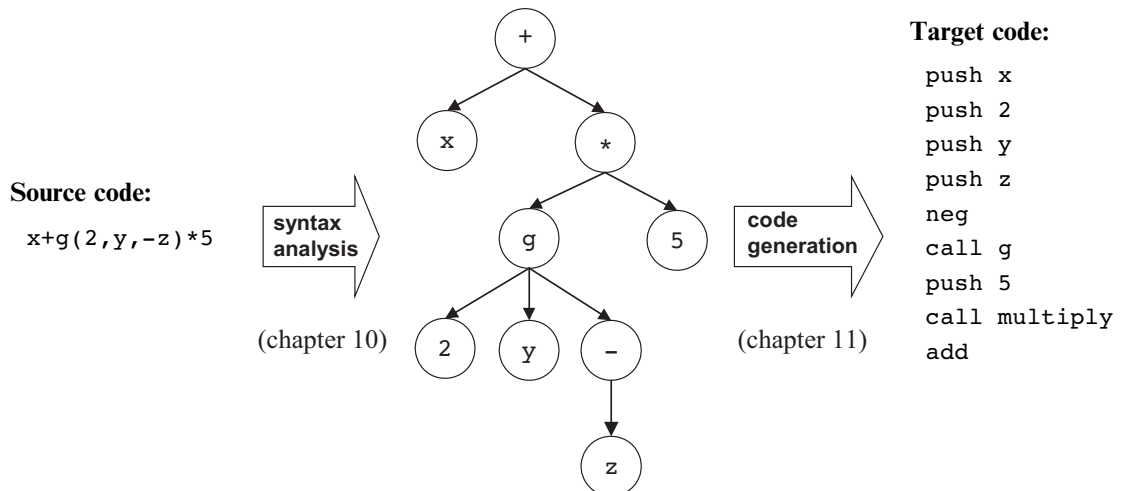 Source code:
x+g(2,y,-z)*5
syntax
analysis
(chapter 10)
+
x
*
g
5
2
y
-
z
code
generation
(chapter 11)
Target code:
push x
push 2
push y
push z
neg
call g
push 5
call multiply
add